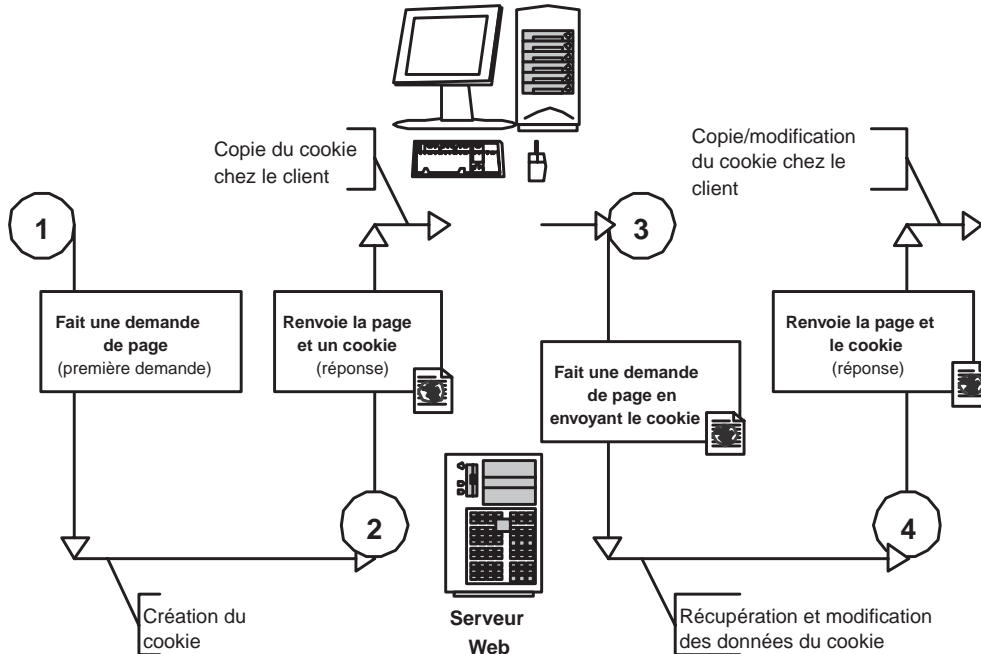 Copie du cookie
chez le client
Copie/modification
du cookie chez le
client
1
3
Fait une demande
de page
(première demande)
Renvoie la page
et un cookie
(réponse)
Fait une demande
de page en
envoyant le cookie
Renvoie la page et
le cookie
(réponse)
2
4
Création du
cookie
Serveur
Web
Récupération et modification
des données du cookie